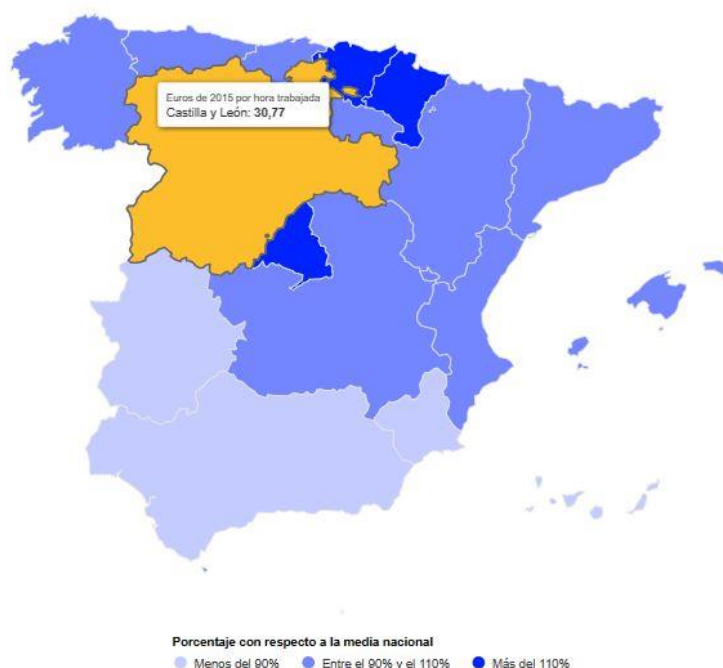 Euros de 2015 por hora trabajada
Castilla y León: 30,77
Porcentaje con respecto a la media nacional
Menos del 90%
Entre el 90% y el 110%
Más del 110%